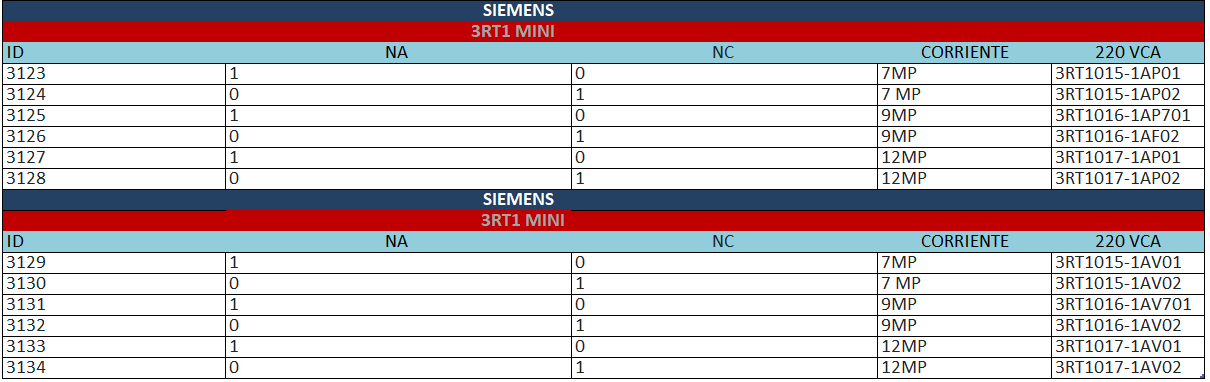 SIEMENS
3RT1 MINI
ID NA NC CORRIENTE 220 VCA
3123 1 0 7MP 3RT1015-1AP01
3124 0 1 7 MP 3RT1015-1AP02
3125 1 0 9MP 3RT1016-1AP701
3126 0 1 9MP 3RT1016-1AF02
3127 1 0 12MP 3RT1017-1AP01
3128 0 1 12MP 3RT1017-1AP02
SIEMENS
3RT1 MINI
ID NA NC CORRIENTE 220 VCA
3129 1 0 7MP 3RT1015-1AV01
3130 0 1 7 MP 3RT1015-1AV02
3131 1 0 9MP 3RT1016-1AV701
3132 0 1 9MP 3RT1016-1AV02
3133 1 0 12MP 3RT1017-1AV01
3134 0 1 12MP 3RT1017-1AV02